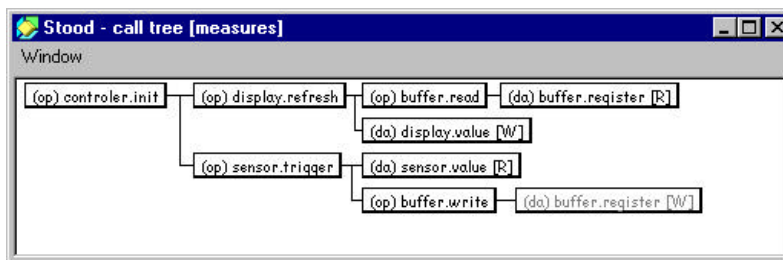 Stood - call tree [measures]
Window
(op) controler.init (op) display.refresh (op) buffer.read (da) buffer.register [R]
(da) display.value [W]
(op) sensor.trigger (da) sensor.value [R]
(op) buffer.write (da) buffer.register [W]